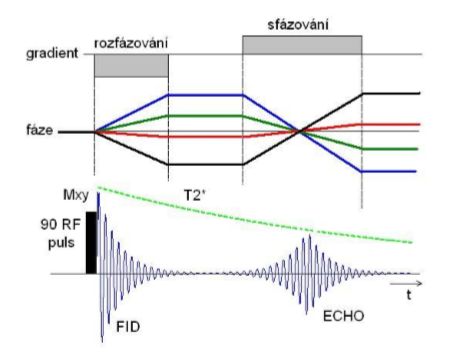 sfázování
rozfázování
gradient
fáze
Mxy
T2*
90 RF
puls
t
FID
ECHO